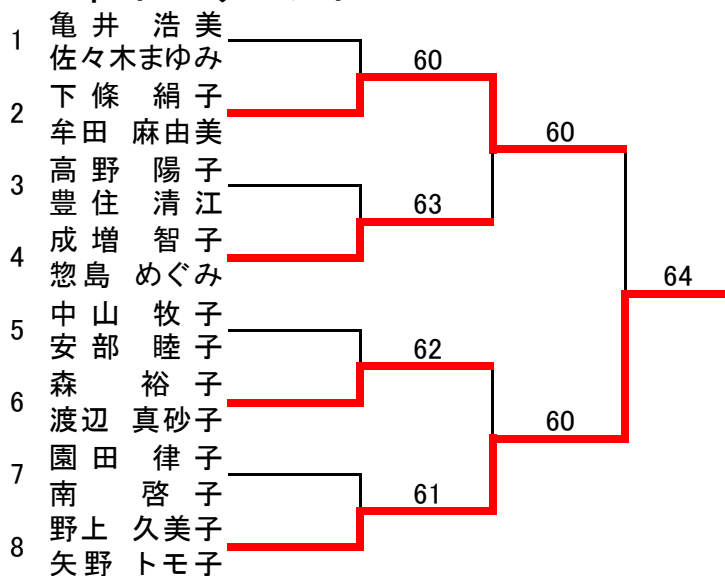 1
亀井 浩美
佐々木まゆみ
60
2
下條 絹子
牟田 麻由美
60
3
高野 陽子
豊住 清江
63
4
成増 智子
惣島 めぐみ
64
5
中山 牧子
安部 睦子
62
6
森 裕子
渡辺 真砂子
60
7
園田 律子
南 啓子
61
8
野上 久美子
矢野 トモ子